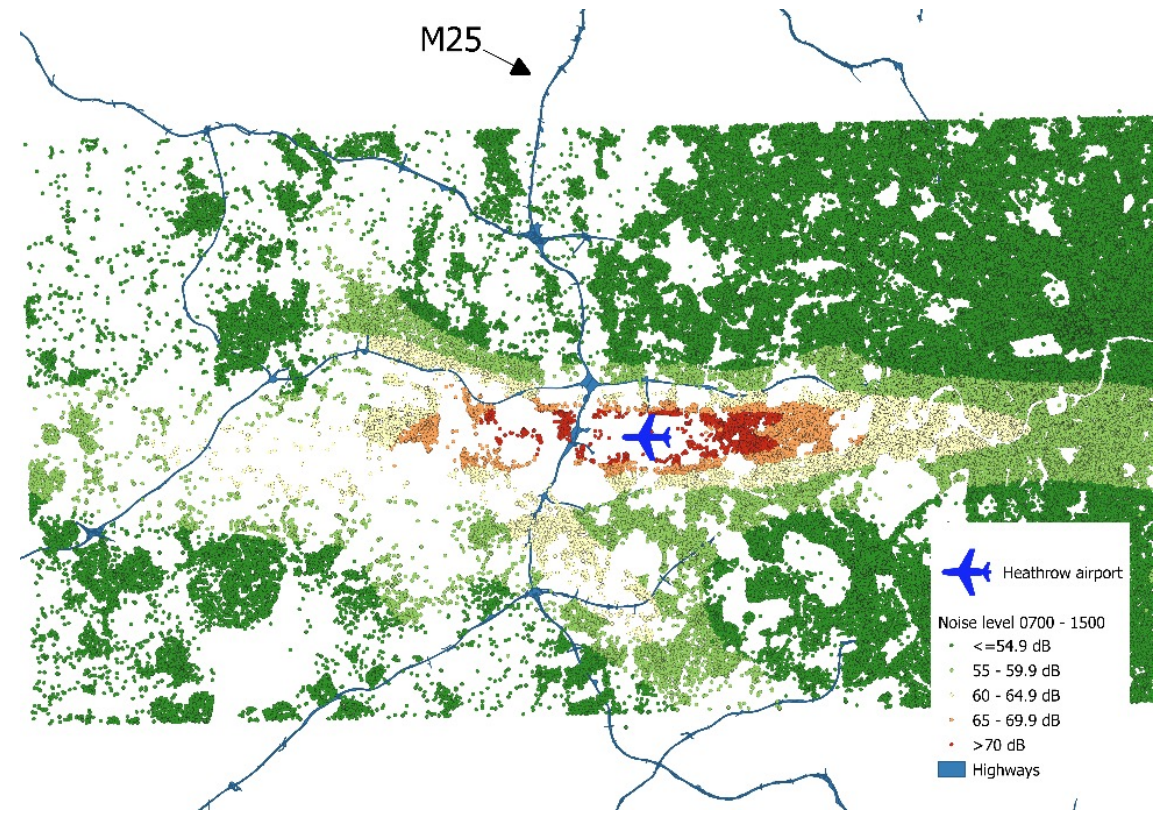 M25
Heathrow airport
Noise level 0700 - 1500
<=54.9 dB
55 - 59.9 dB
60 - 64.9 dB
65 - 69.9 dB
>70 dB
Highways